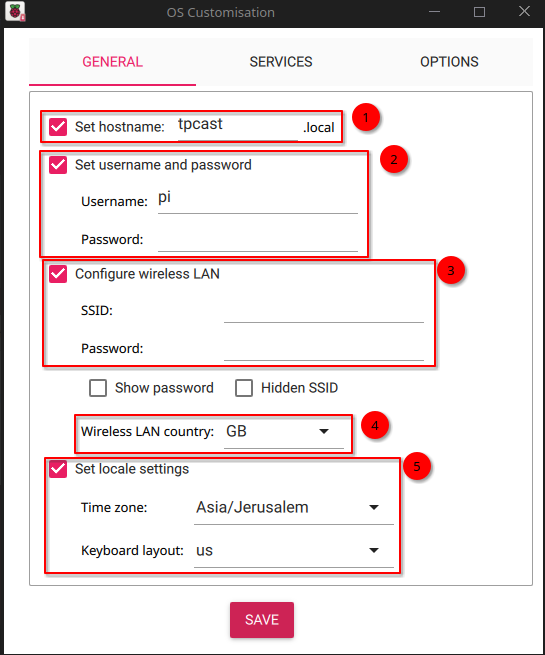 OS Customisation
GENERAL SERVICES OPTIONS
Set hostname: tpcast .local 1
Set username and password 2
Username: pi
Password:
Configure wireless LAN 3
SSID:
Password:
Show password Hidden SSID
Wireless LAN country: GB 4
Set locale settings 5
Time zone: Asia/Jerusalem
Keyboard layout: us
SAVE